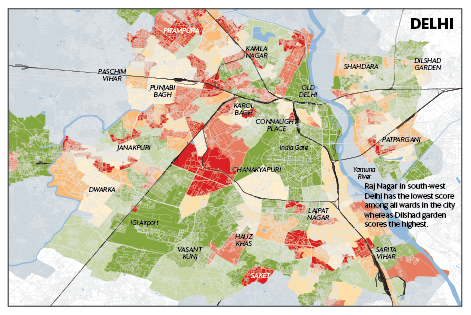 DELHI
PITAMPURA
KAMLA
NAGAR
SHAHDARA
DILSHAD
GARDEN
PASCHIM
VIHAR
PUNJABI
BAGH
OLD
DELHI
KAROL
BAGH
CONNAUGHT
PLACE
PATPARGANJ
JANAKPURI
India Gate
CHANAKYAPURI
Yamuna
River
DWARKA
Raj Nagar in south-west
Delhi has the lowest score
among all wards in the city
whereas Dilshad garden
scores the highest.
IGI Airport
LAJPAT
NAGAR
VASANT
KUNJ
HAUZ
KHAS
SARITA
VIHAR
SAKET